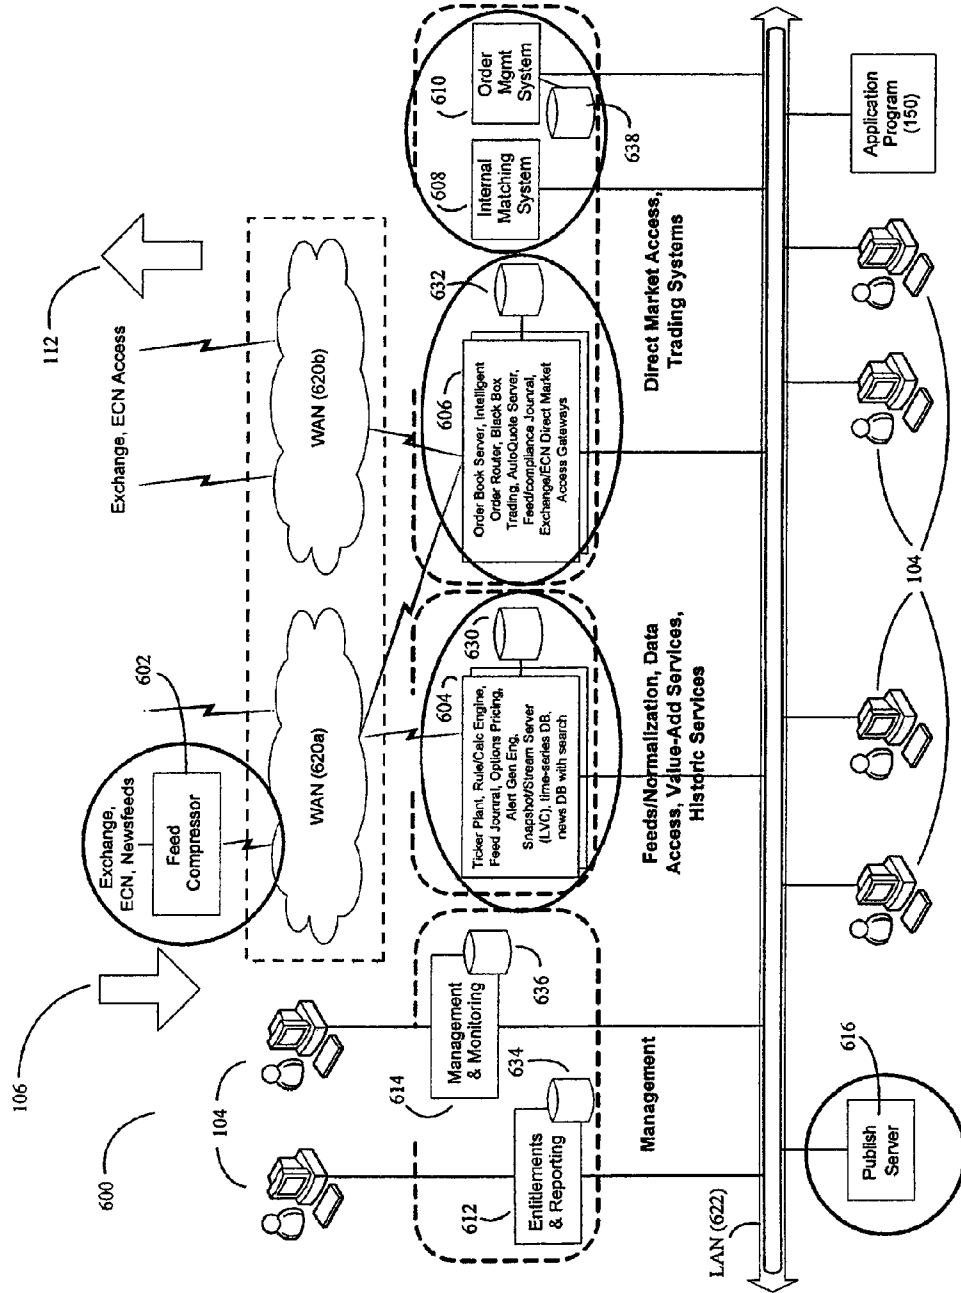 600
106
Exchange,
ECN, Newsfeeds
602
Exchange, ECN Access
112
Feed
Compressor
104
WAN (620a)
WAN (620b)
614
Management
& Monitoring
636
612
Entitlements
& Reporting
634
604
Ticker Plant, Rule/Calc Engine,
Feed Jounral, Options Pricing,
Alert Gen Eng,
Snapshot/Stream Server
(LVC), time-series DB,
news DB with search
630
606
Order Book Server, Intelligent
Order Router, Black Box
Trading, AutoQuote Server,
Feed/compliance Jounral,
Exchange/ECN Direct Market
Access Gateways
632
608
Internal
Matching
System
610
Order
Mgmt
System
638
Management
Feeds/Normalization, Data
Access, Value-Add Services,
Historic Services
Direct Market Access,
Trading Systems
LAN (622)
616
Publish
Server
104
Application
Program
(150)